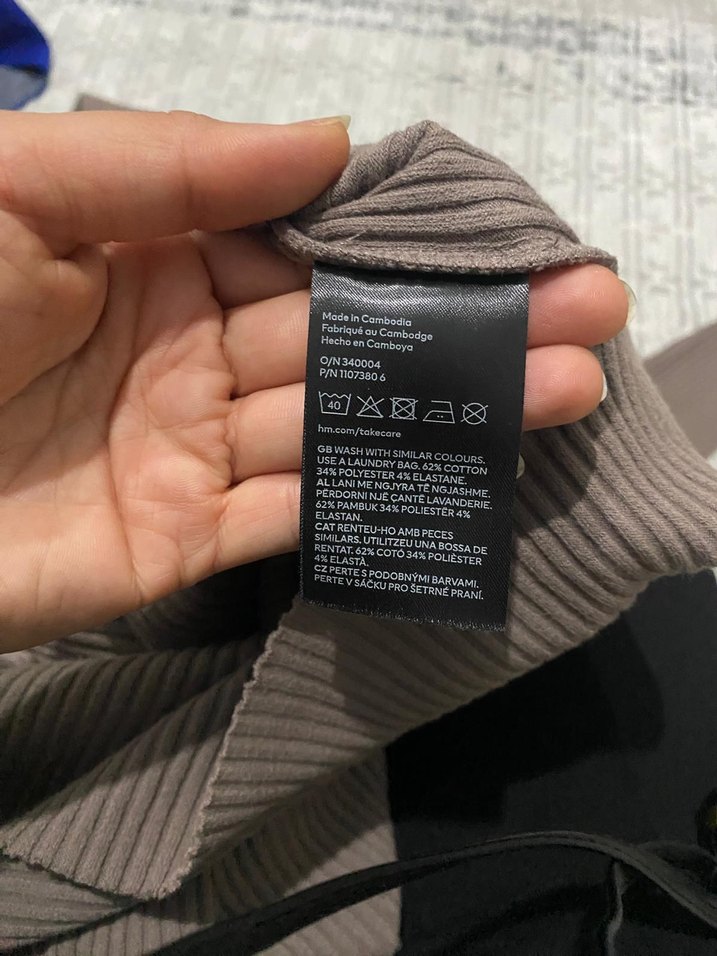 Made in Cambodia
Fabriqué au Cambodge
Hecho en Camboya
O/N 340004
P/N 1107380 6
40
hm.com/takecare
GB WASH WITH SIMILAR COLOURS.
USE A LAUNDRY BAG. 62% COTTON
34% POLYESTER 4% ELASTANE.
AL LANI ME NGJYRA TË NGJASHME.
PËRDORNI NJË ÇANTË LAVANDERIE.
62% PAMBUK 34% POLIESTËR 4%
ELASTAN.
CAT RENTEU-HO AMB PECES
SIMILARS. UTILITZEU UNA BOSSA DE
RENTAT. 62% COTÓ 34% POLIÈSTER
4% ELASTÀ.
CZ PERTE S PODOBNÝMI BARVAMI.
PERTE V SÁČKU PRO ŠETRNÉ PRANÍ.